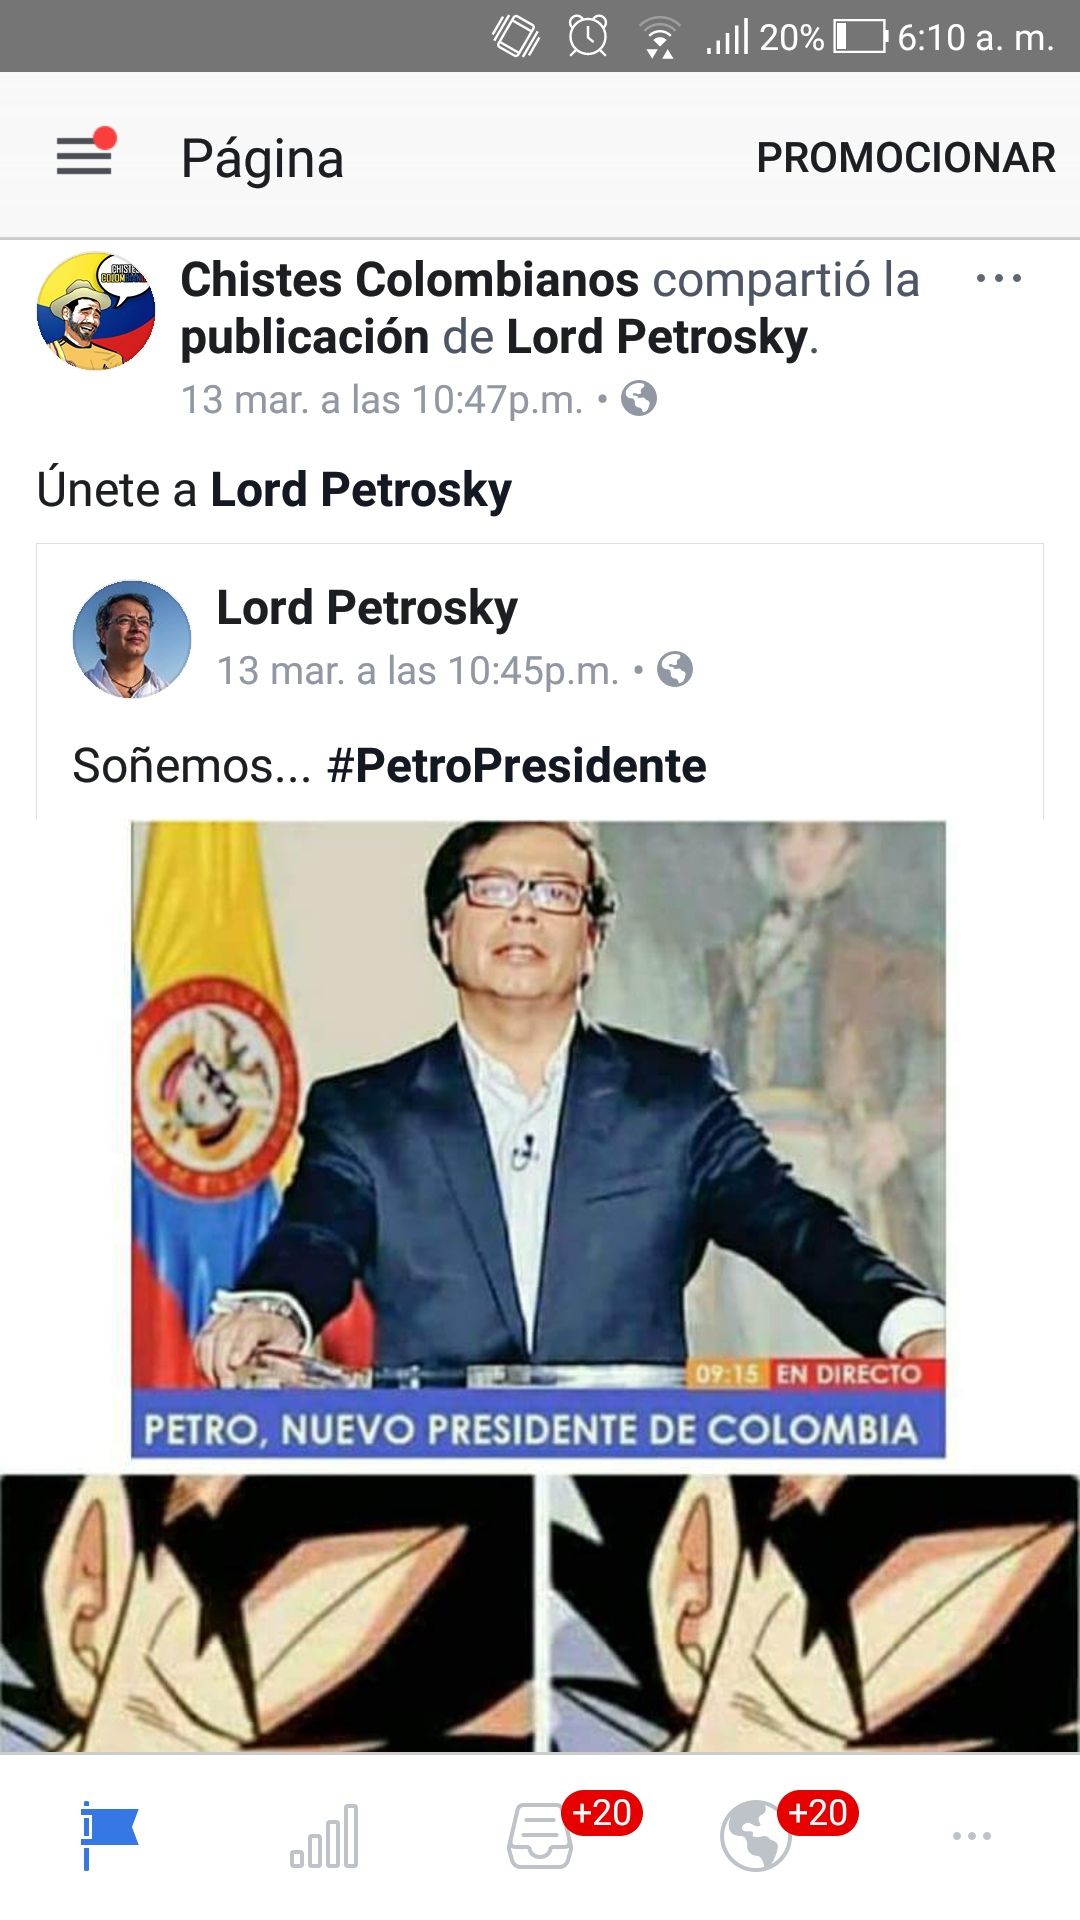 20% 6:10 a. m.
Página PROMOCIONAR
Chistes Colombianos compartió la
publicación de Lord Petrosky.
13 mar. a las 10:47p.m.
Únete a Lord Petrosky
Lord Petrosky
13 mar. a las 10:45p.m.
Soñemos... #PetroPresidente
09:15 EN DIRECTO
PETRO, NUEVO PRESIDENTE DE COLOMBIA
+20 +20